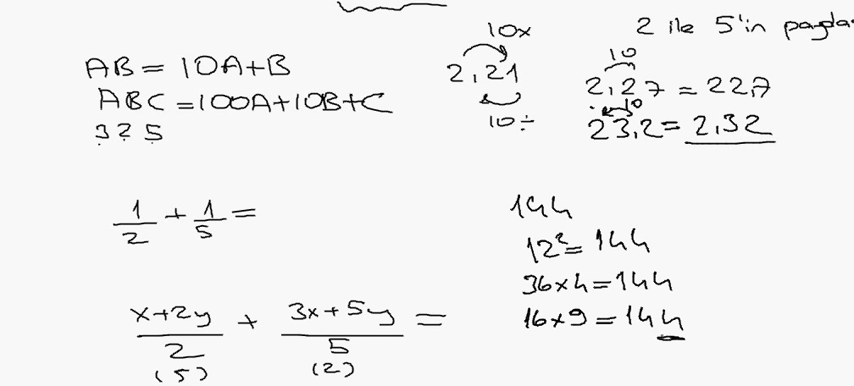 2 ile 5'in payda
AB = 10A+B
ABC = 100A+10B+C
3 2 5
10x
2,21
10÷
10
2,27 = 22,7
10
23,2 = 2,32
1/2 + 1/5 =
144
12² = 144
36x4 = 144
16x9 = 144
x+2y/2 + 3x+5y/5 =
(5) (2)